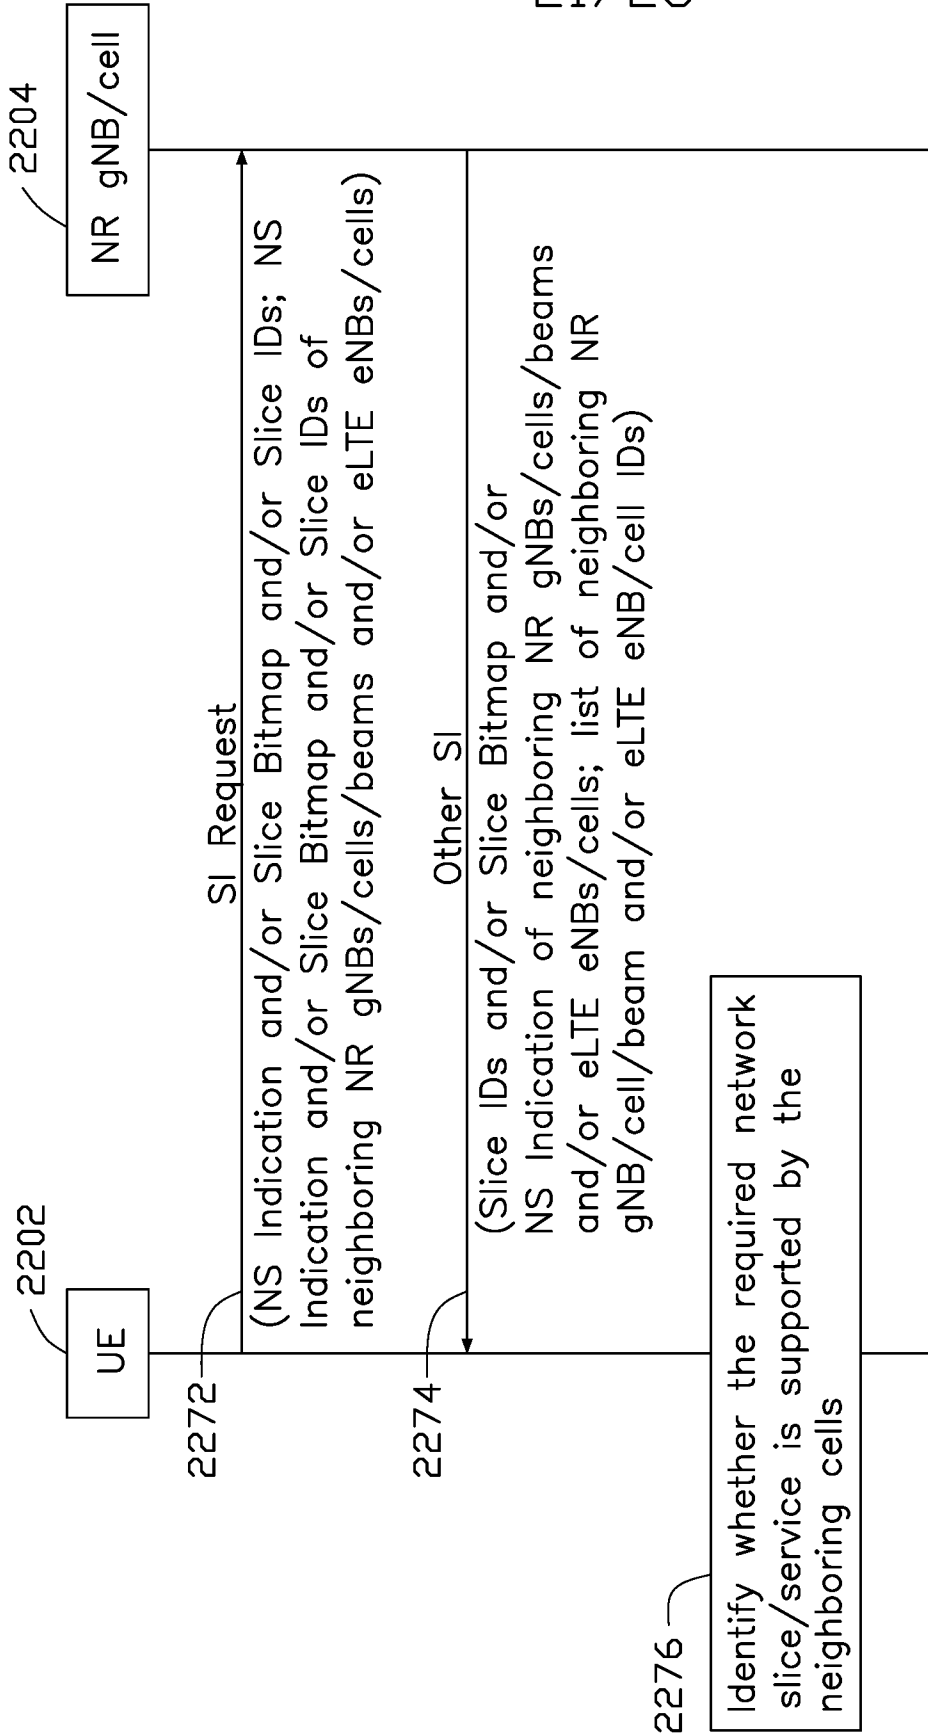 2202
UE
2204
NR gNB/cell
2272
SI Request
(NS Indication and/or Slice Bitmap and/or Slice IDs; NS
Indication and/or Slice Bitmap and/or Slice IDs of
neighboring NR gNBs/cells/beams and/or eLTE eNBs/cells)
2274
Other SI
(Slice IDs and/or Slice Bitmap and/or
NS Indication of neighboring NR gNBs/cells/beams
and/or eLTE eNBs/cells; list of neighboring NR
gNB/cell/beam and/or eLTE eNB/cell IDs)
2276
Identify whether the required network
slice/service is supported by the
neighboring cells